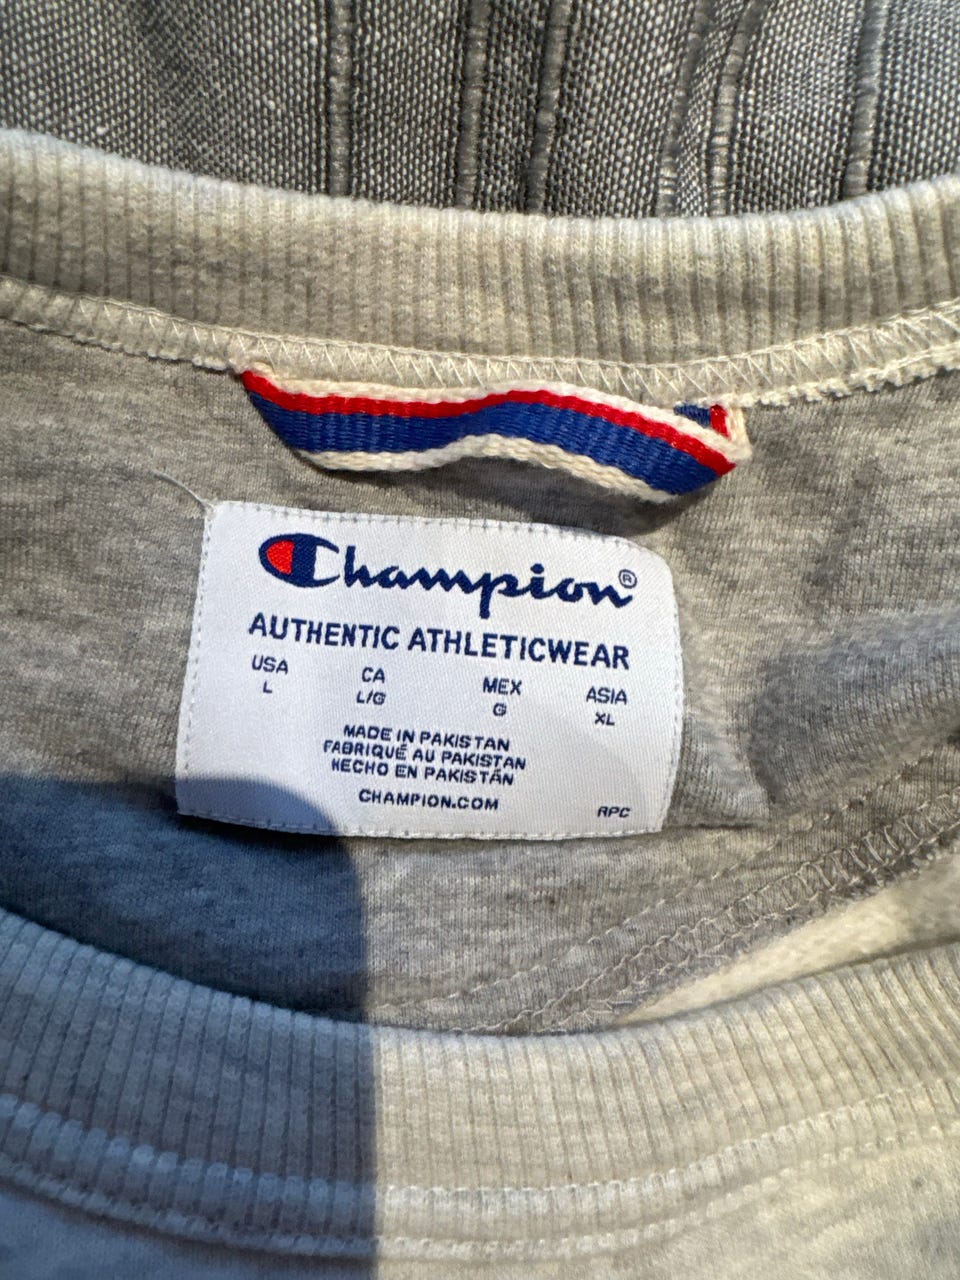 Champion®
AUTHENTIC ATHLETICWEAR
USA CA MEX ASIA
L L/G G XL
MADE IN PAKISTAN
FABRIQUÉ AU PAKISTAN
HECHO EN PAKISTÁN
CHAMPION.COM RPC